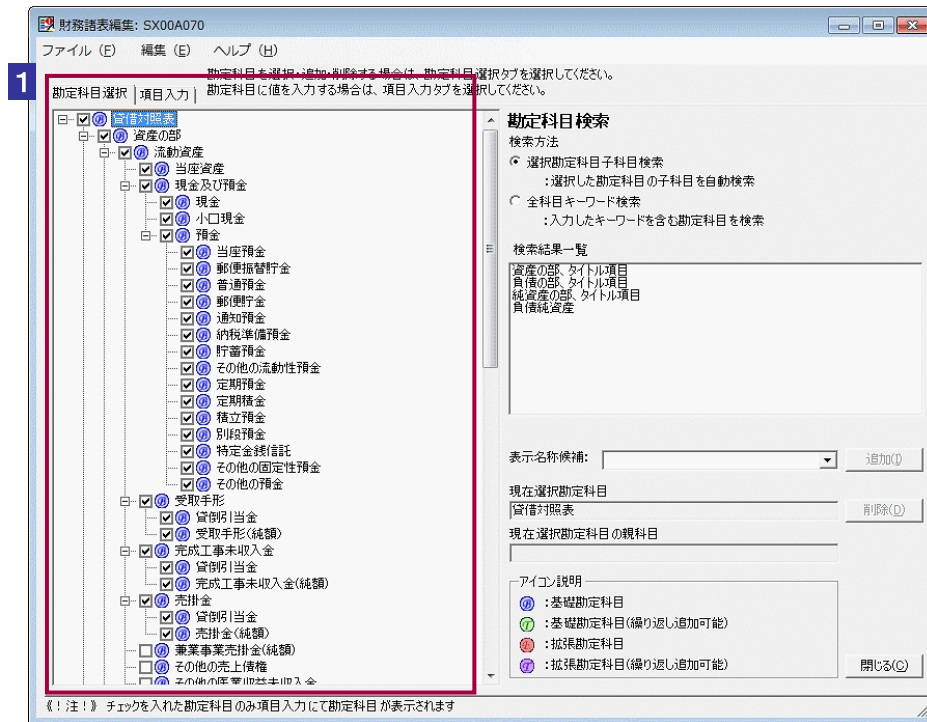 財務諸表編集: SX00A070
ファイル (F) 編集 (E) ヘルプ (H)
1
勘定科目を選択・追加・削除する場合は、勘定科目選択タブを選択してください。
勘定科目に値を入力する場合は、項目入力タブを選択してください。
勘定科目選択 項目入力
貸借対照表
資産の部
流動資産
当座資産
現金及び預金
現金
小口現金
預金
当座預金
郵便振替貯金
普通預金
郵便貯金
通知預金
納税準備預金
貯蓄預金
その他の流動性預金
定期預金
定期積金
積立預金
別段預金
特定金銭信託
その他の固定性預金
その他の預金
受取手形
貸倒引当金
受取手形(純額)
完成工事未収入金
貸倒引当金
完成工事未収入金(純額)
売掛金
貸倒引当金
売掛金(純額)
兼業事業売掛金(純額)
その他の売上債権
その他の医業収益未収入金
勘定科目検索
検索方法
選択勘定科目子科目検索
:選択した勘定科目の子科目を自動検索
全科目キーワード検索
:入力したキーワードを含む勘定科目を検索
検索結果一覧
資産の部、タイトル項目
負債の部、タイトル項目
純資産の部、タイトル項目
負債純資産
表示名称候補: 追加(I)
現在選択勘定科目
貸借対照表 削除(D)
現在選択勘定科目の親科目
アイコン説明
:基礎勘定科目
:基礎勘定科目(繰り返し追加可能)
:拡張勘定科目
:拡張勘定科目(繰り返し追加可能)
閉じる(C)
《!注!》 チェックを入れた勘定科目のみ項目入力にて勘定科目が表示されます